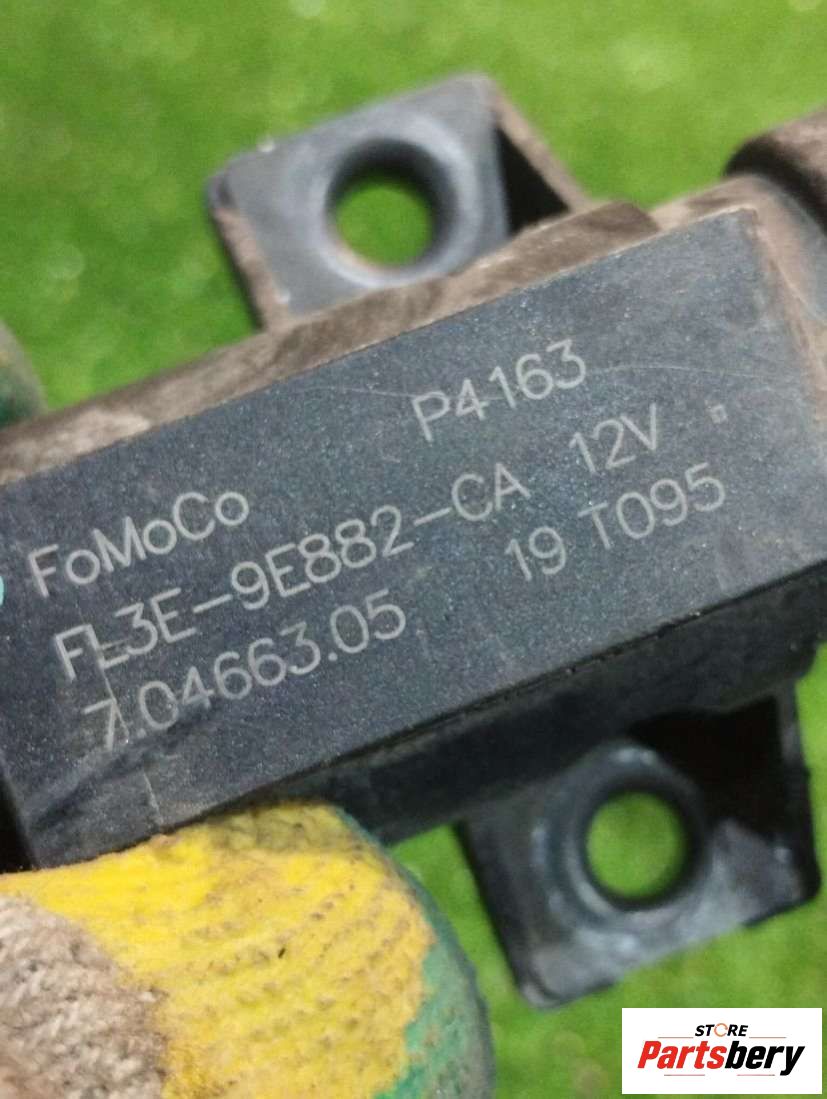 P4163
FoMoCo
FL3E-9E882-CA 12V
7.04663.05 19 T095
STORE
Partsbery